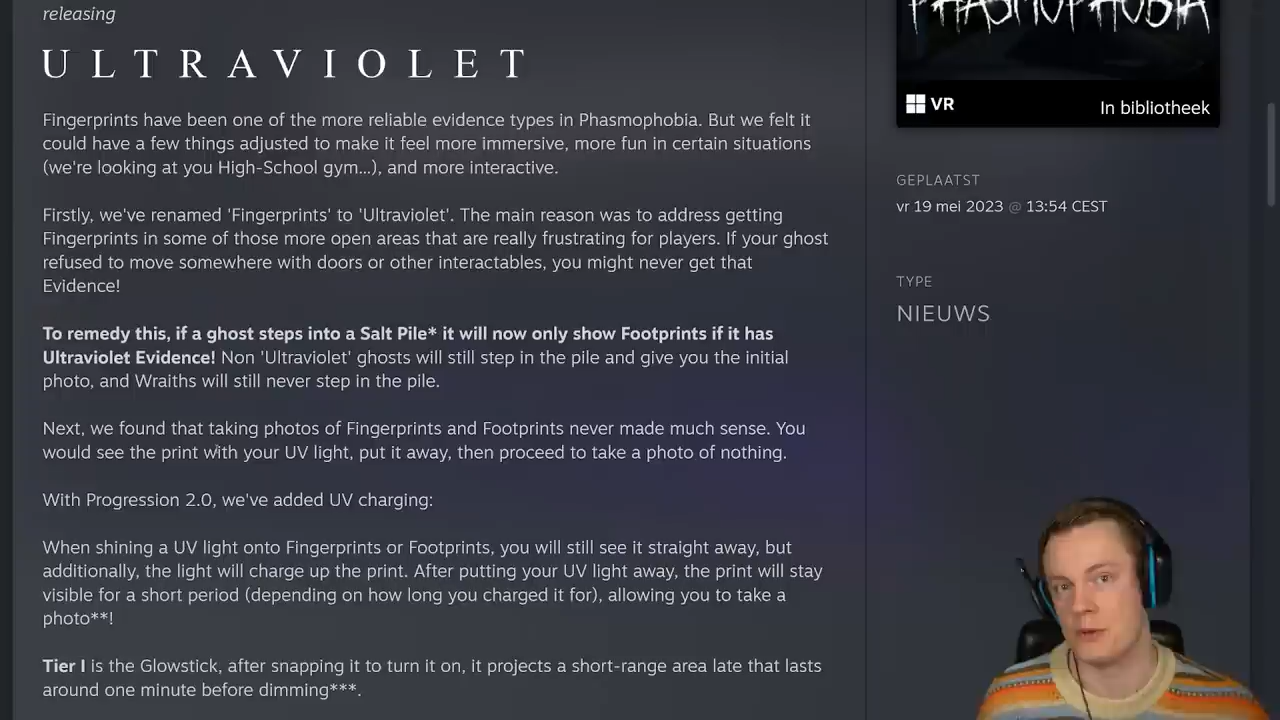 releasing
ULTRAVIOLET
Fingerprints have been one of the more reliable evidence types in Phasmophobia. But we felt it
could have a few things adjusted to make it feel more immersive, more fun in certain situations
(we're looking at you High-School gym...), and more interactive.
Firstly, we've renamed 'Fingerprints' to 'Ultraviolet'. The main reason was to address getting
Fingerprints in some of those more open areas that are really frustrating for players. If your ghost
refused to move somewhere with doors or other interactables, you might never get that
Evidence!
To remedy this, if a ghost steps into a Salt Pile* it will now only show Footprints if it has
Ultraviolet Evidence! Non 'Ultraviolet' ghosts will still step in the pile and give you the initial
photo, and Wraiths will still never step in the pile.
Next, we found that taking photos of Fingerprints and Footprints never made much sense. You
would see the print with your UV light, put it away, then proceed to take a photo of nothing.
With Progression 2.0, we've added UV charging:
When shining a UV light onto Fingerprints or Footprints, you will still see it straight away, but
additionally, the light will charge up the print. After putting your UV light away, the print will stay
visible for a short period (depending on how long you charged it for), allowing you to take a
photo**!
Tier I is the Glowstick, after snapping it to turn it on, it projects a short-range area late that lasts
around one minute before dimming***.
PHASMOPHOBIA
VR
In bibliotheek
GEPLAATST
vr 19 mei 2023 @ 13:54 CEST
TYPE
NIEUWS